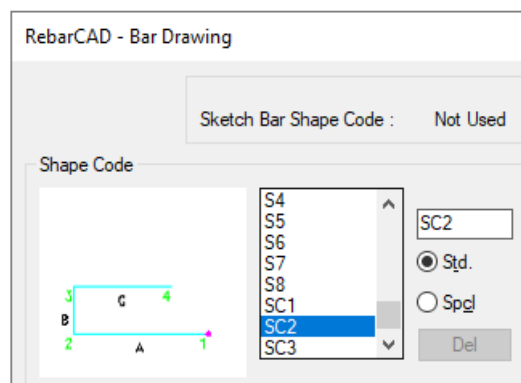 RebarCAD - Bar Drawing
Sketch Bar Shape Code : Not Used
Shape Code
S4
S5
S6
S7
S8
SC1
SC2
SC3
SC2
Std.
Spcl
Del
3 C 4
B
2 A 1